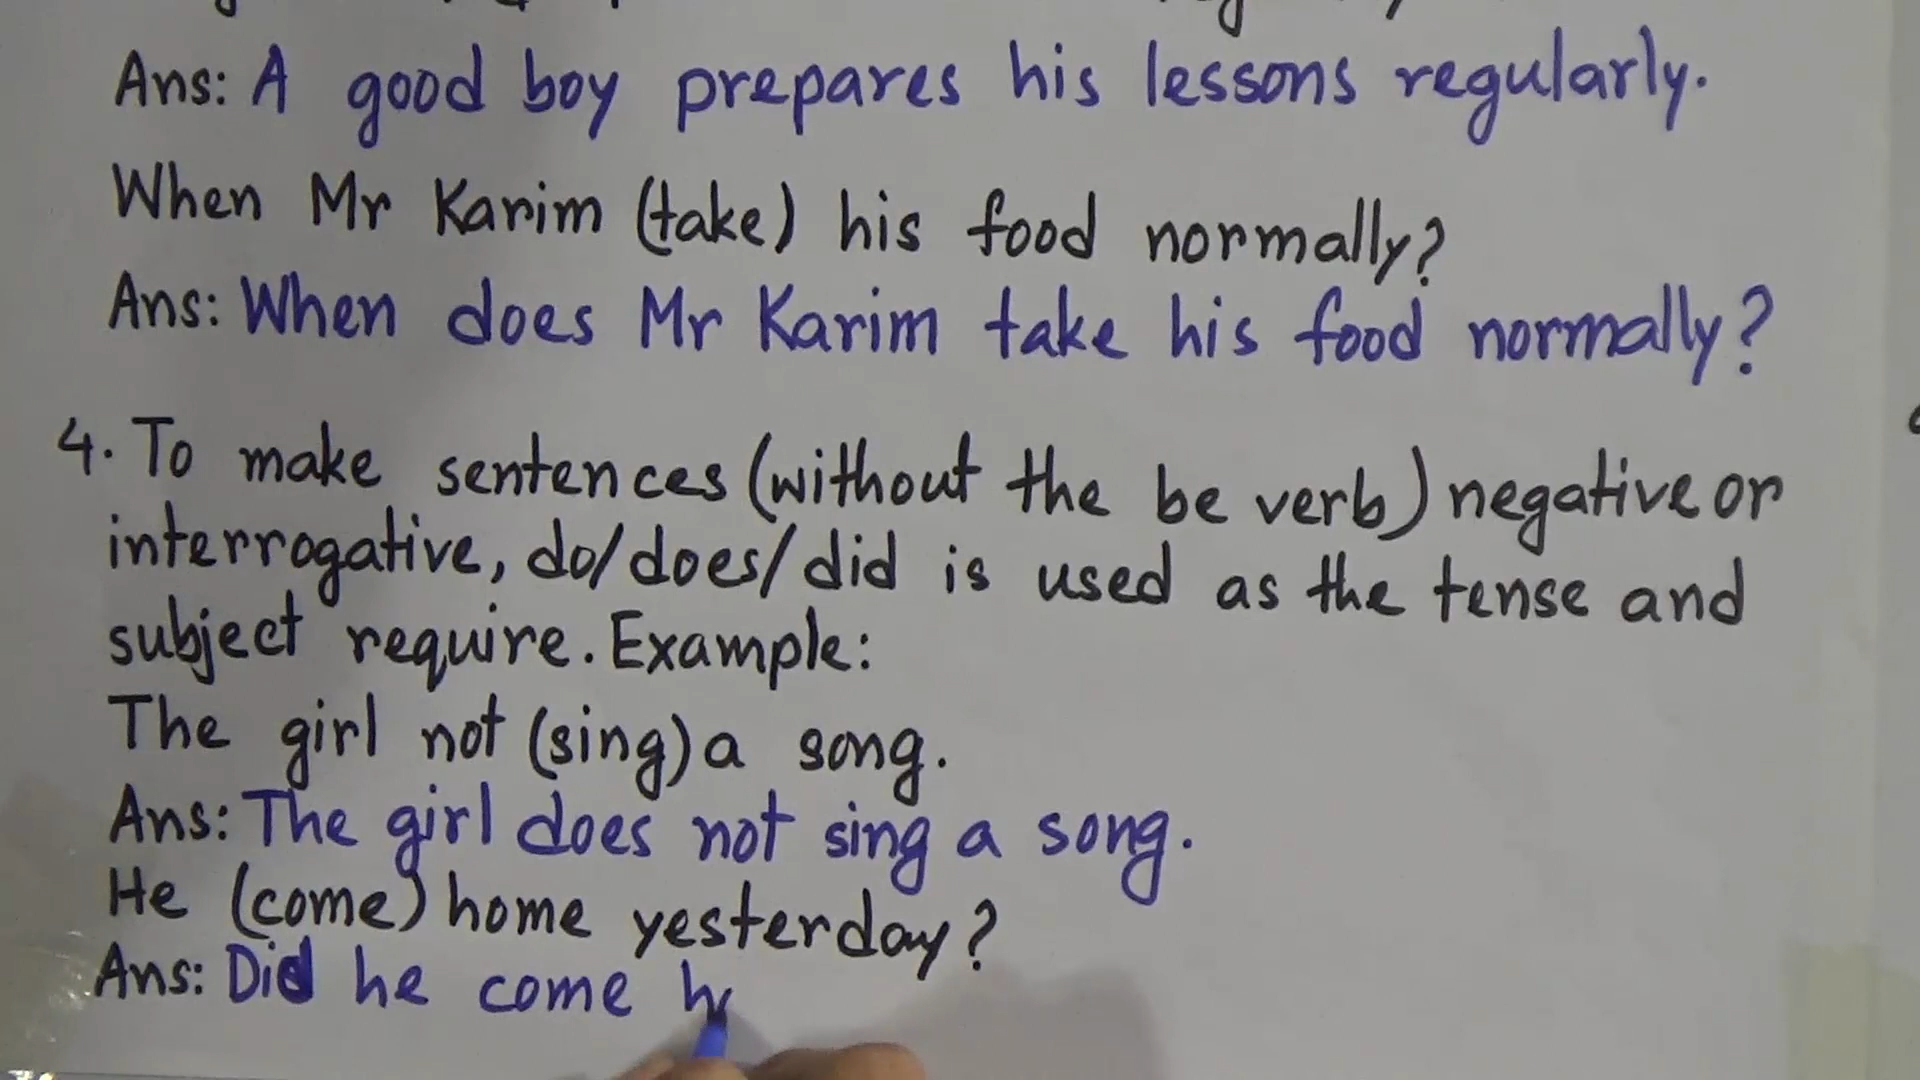 Ans: A good boy prepares his lessons regularly.
When Mr Karim (take) his food normally?
Ans: When does Mr Karim take his food normally?
4. To make sentences (without the be verb) negative or
interrogative, do/does/did is used as the tense and
subject require. Example:
The girl not (sing) a song.
Ans: The girl does not sing a song.
He (come) home yesterday?
Ans: Did he come